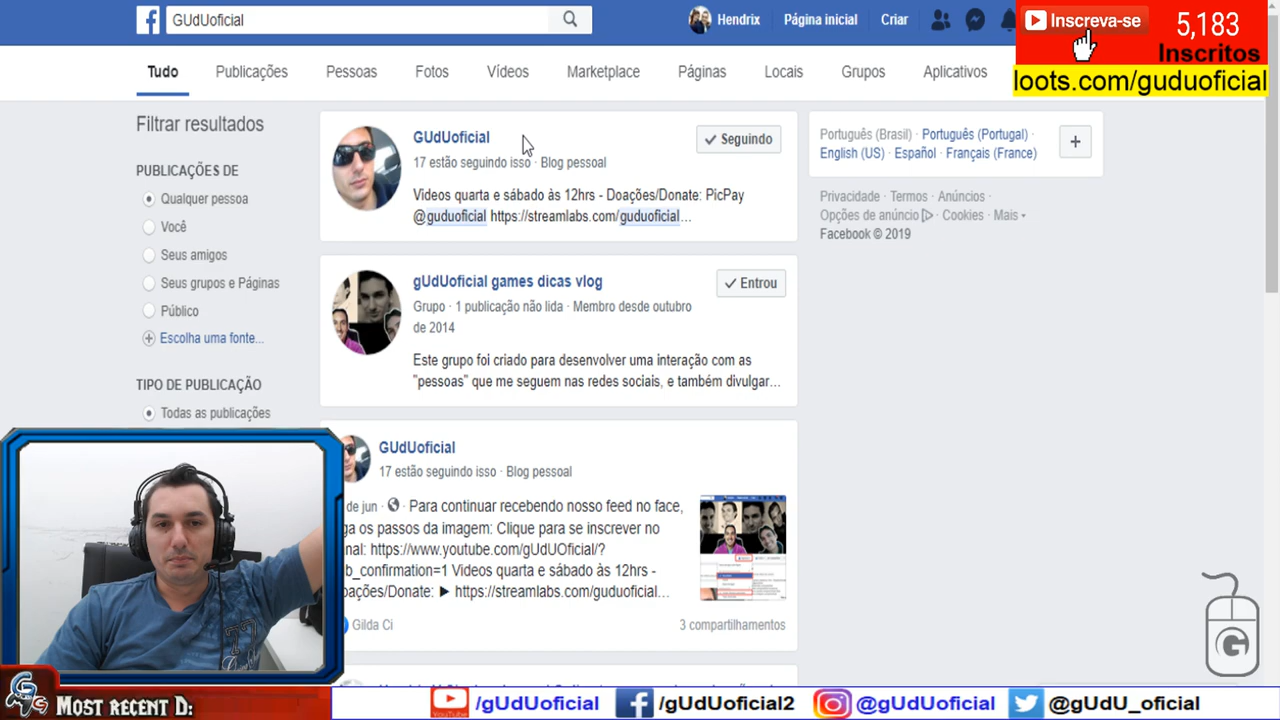 GUdUoficial
Hendrix
Página inicial
Criar
Inscreva-se
5,183
Inscritos
loots.com/guduoficial
Tudo
Publicações
Pessoas
Fotos
Vídeos
Marketplace
Páginas
Locais
Grupos
Aplicativos
Filtrar resultados
PUBLICAÇÕES DE
Qualquer pessoa
Você
Seus amigos
Seus grupos e Páginas
Público
Escolha uma fonte...
TIPO DE PUBLICAÇÃO
Todas as publicações
GUdUoficial
Seguindo
17 estão seguindo isso · Blog pessoal
Videos quarta e sábado às 12hrs - Doações/Donate: PicPay
@guduoficial https://streamlabs.com/guduoficial...
gUdUoficial games dicas vlog
Entrou
Grupo · 1 publicação não lida · Membro desde outubro
de 2014
Este grupo foi criado para desenvolver uma interação com as
"pessoas" que me seguem nas redes sociais, e também divulgar...
GUdUoficial
17 estão seguindo isso · Blog pessoal
de jun · Para continuar recebendo nosso feed no face,
ga os passos da imagem: Clique para se inscrever no
nal: https://www.youtube.com/gUdUOficial/?
b_confirmation=1 Videos quarta e sábado às 12hrs -
oações/Donate: ► https://streamlabs.com/guduoficial...
Gilda Ci
3 compartilhamentos
Português (Brasil) · Português (Portugal) ·
English (US) · Español · Français (France)
Privacidade · Termos · Anúncios ·
Opções de anúncio · Cookies · Mais
Facebook © 2019
Most recent D:
/gUdUoficial
/gUdUoficial2
@gUdUoficial
@gUdU_oficial